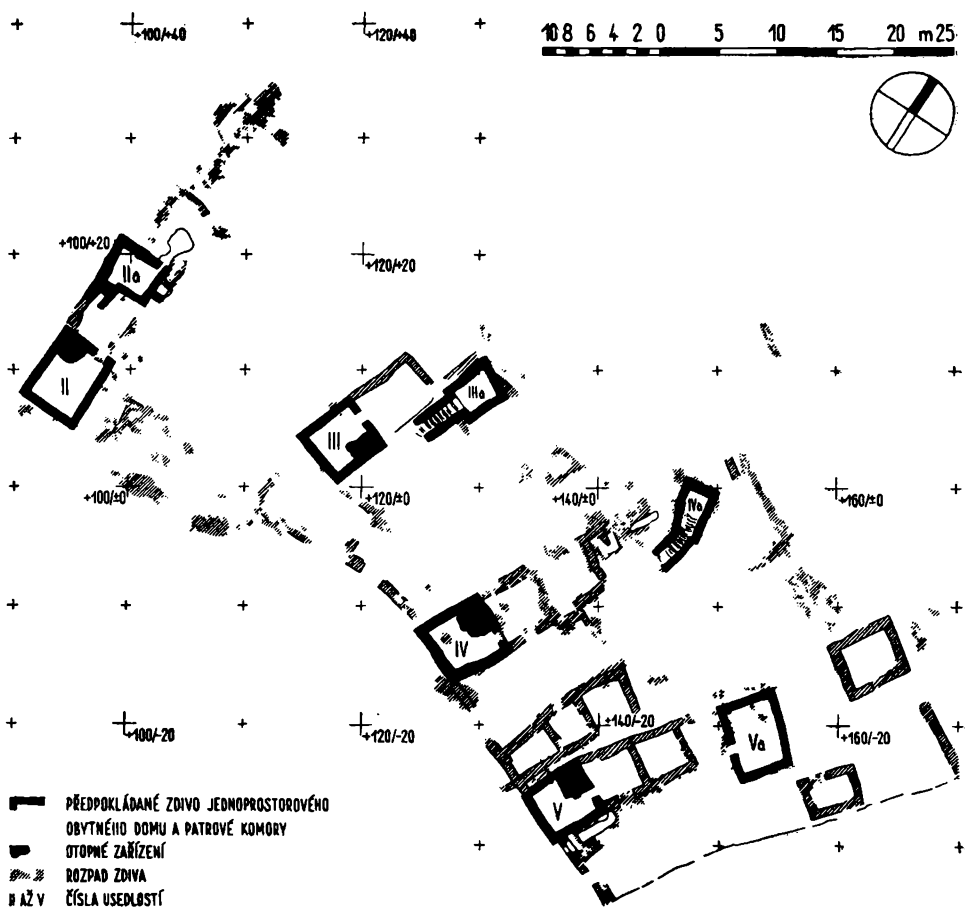 +100/+40
+120/+40
10 8 6 4 2 0 5 10 15 20 m 25
+100/+20
+120/+20
IIa
II
III
IIIa
+100/±0
+120/±0
+140/±0
IVa
+160/±0
IV
+100/-20
+120/-20
+140/-20
Va
+160/-20
V
PŘEDPOKLÁDANÉ ZDIVO JEDNOPROSTOROVÉHO
OBYTNÉHO DOMU A PATROVÉ KOMORY
OTOPNÉ ZAŘÍZENÍ
ROZPAD ZDIVA
II AŽ V ČÍSLA USEDLOSTÍ